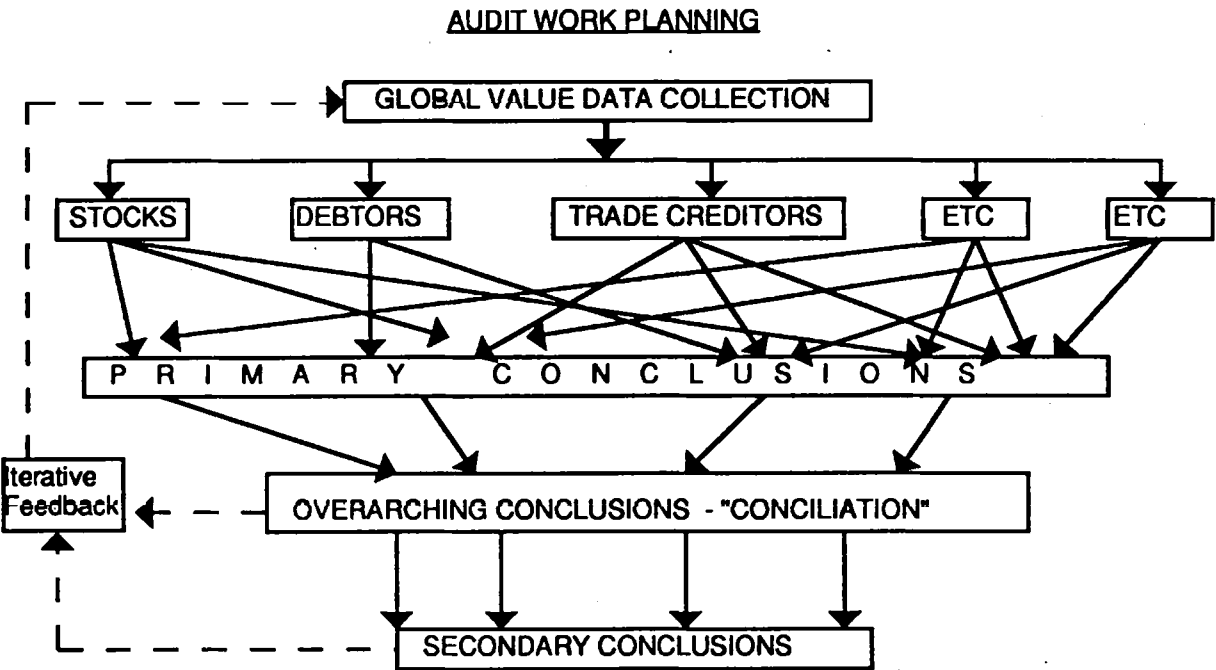 AUDIT WORK PLANNING
GLOBAL VALUE DATA COLLECTION
STOCKS
DEBTORS
TRADE CREDITORS
ETC
ETC
PRIMARY CONCLUSIONS
Iterative
Feedback
OVERARCHING CONCLUSIONS - "CONCILIATION"
SECONDARY CONCLUSIONS